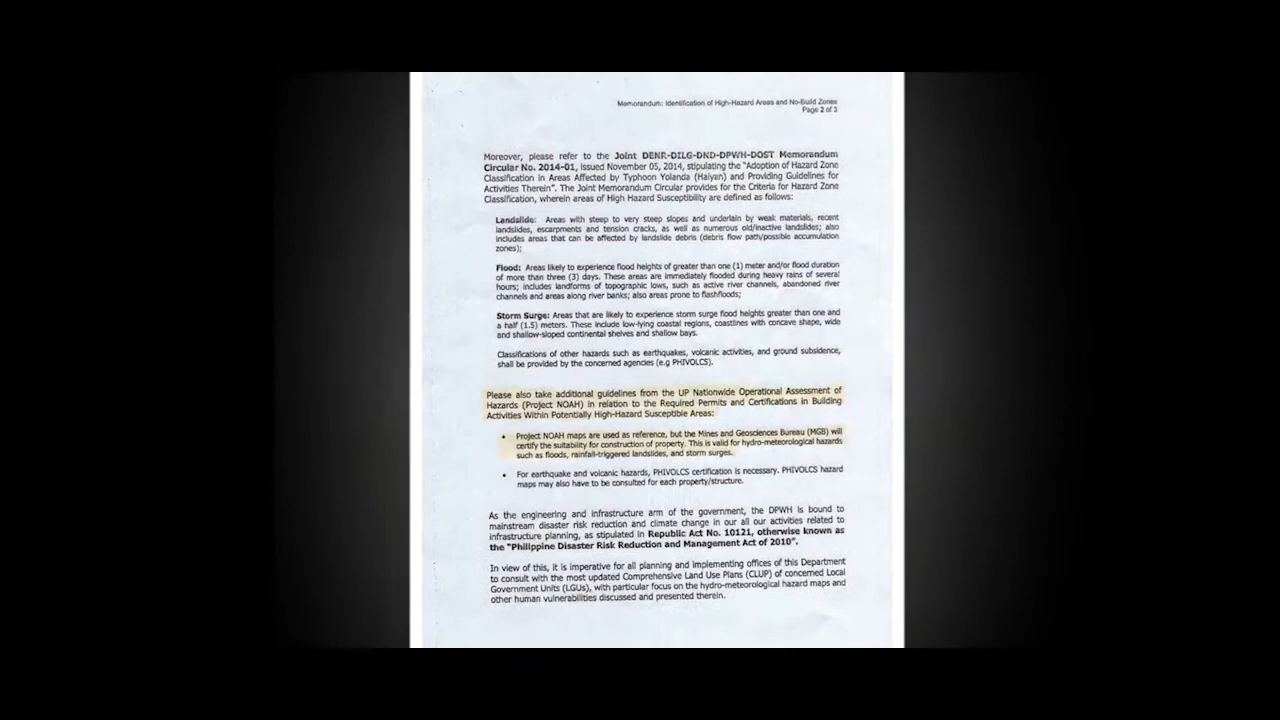 Memorandum: Identification of High-Hazard Areas and No-Build Zones
Page 2 of 3
Moreover, please refer to the Joint DENR-DILG-DND-DPWH-DOST Memorandum
Circular No. 2014-01, issued November 05, 2014, stipulating the "Adoption of Hazard Zone
Classification in Areas Affected by Typhoon Yolanda (Haiyan) and Providing Guidelines for
Activities Therein". The Joint Memorandum Circular provides for the Criteria for Hazard Zone
Classification, wherein areas of High Hazard Susceptibility are defined as follows:
Landslide: Areas with steep to very steep slopes and underlain by weak materials, recent
landslides, escarpments and tension cracks, as well as numerous old/inactive landslides; also
includes areas that can be affected by landslide debris (debris flow path/possible accumulation
zones);
Flood: Areas likely to experience flood heights of greater than one (1) meter and/or flood duration
of more than three (3) days. These areas are immediately flooded during heavy rains of several
hours; includes landforms of topographic lows, such as active river channels, abandoned river
channels and areas along river banks; also areas prone to flashfloods;
Storm Surge: Areas that are likely to experience storm surge flood heights greater than one and
a half (1.5) meters. These include low-lying coastal regions, coastlines with concave shape, wide
and shallow-sloped continental shelves and shallow bays.
Classifications of other hazards such as earthquakes, volcanic activities, and ground subsidence,
shall be provided by the concerned agencies (e.g PHIVOLCS).
Please also take additional guidelines from the UP Nationwide Operational Assessment of
Hazards (Project NOAH) in relation to the Required Permits and Certifications in Building
Activities Within Potentially High-Hazard Susceptible Areas:
• Project NOAH maps are used as reference, but the Mines and Geosciences Bureau (MGB) will
certify the suitability for construction of property. This is valid for hydro-meteorological hazards
such as floods, rainfall-triggered landslides, and storm surges.
• For earthquake and volcanic hazards, PHIVOLCS certification is necessary. PHIVOLCS hazard
maps may also have to be consulted for each property/structure.
As the engineering and infrastructure arm of the government, the DPWH is bound to
mainstream disaster risk reduction and climate change in our all our activities related to
infrastructure planning, as stipulated in Republic Act No. 10121, otherwise known as
the "Philippine Disaster Risk Reduction and Management Act of 2010".
In view of this, it is imperative for all planning and implementing offices of this Department
to consult with the most updated Comprehensive Land Use Plans (CLUP) of concerned Local
Government Units (LGUs), with particular focus on the hydro-meteorological hazard maps and
other human vulnerabilities discussed and presented therein.